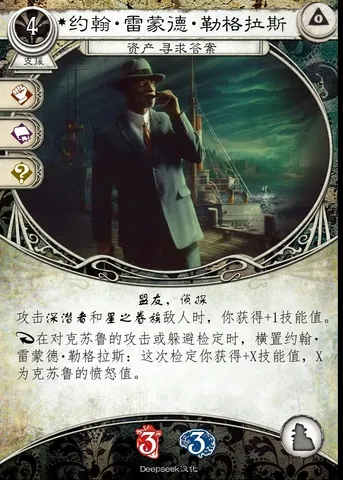 4
*约翰·雷蒙德·勒格拉斯
0
支援
资产 寻求答案
?
盟友，侦探
攻击深潜者和星之眷族敌人时，你获得+1技能值。
在对克苏鲁的攻击或躲避检定时，横置约翰·
雷蒙德·勒格拉斯：这次检定你获得+X技能值，X
为克苏鲁的愤怒值。
3
3
Deepseek汉化